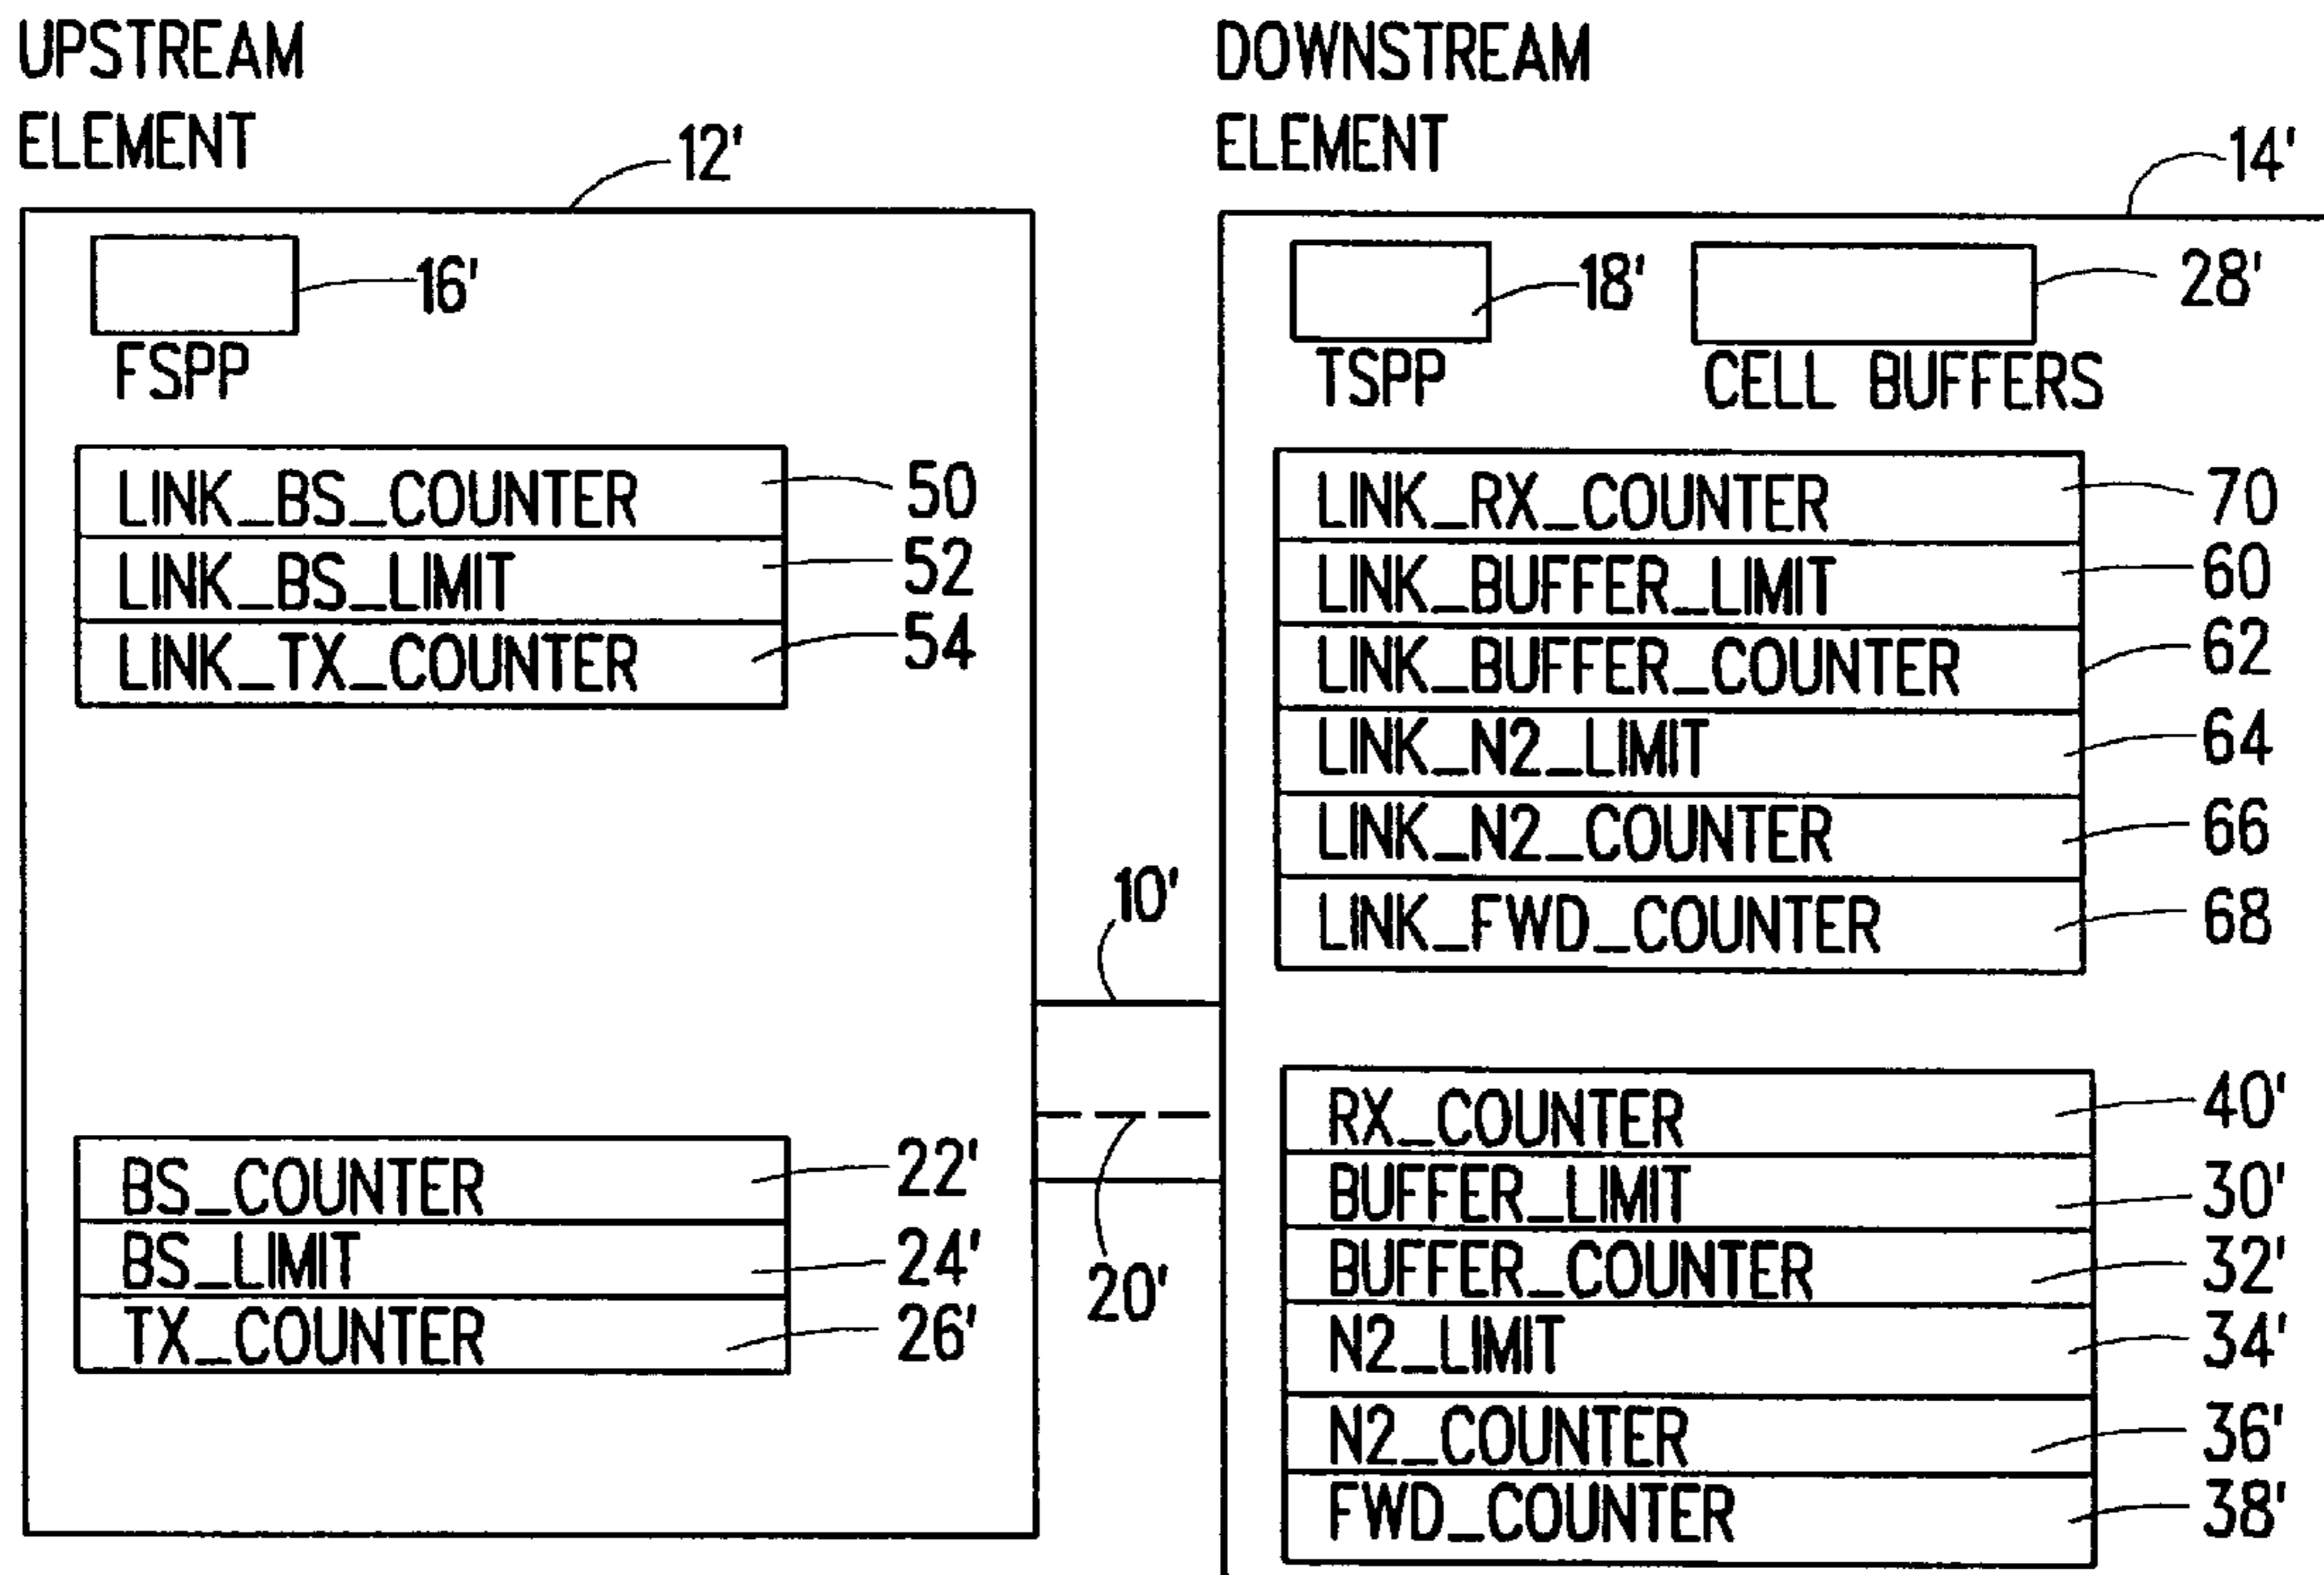 UPSTREAM
ELEMENT
12'
16'
FSPP
LINK_BS_COUNTER 50
LINK_BS_LIMIT 52
LINK_TX_COUNTER 54
BS_COUNTER 22'
BS_LIMIT 24'
TX_COUNTER 26'
10'
20'
DOWNSTREAM
ELEMENT
14'
18'
28'
TSPP
CELL BUFFERS
LINK_RX_COUNTER 70
LINK_BUFFER_LIMIT 60
LINK_BUFFER_COUNTER 62
LINK_N2_LIMIT 64
LINK_N2_COUNTER 66
LINK_FWD_COUNTER 68
RX_COUNTER 40'
BUFFER_LIMIT 30'
BUFFER_COUNTER 32'
N2_LIMIT 34'
N2_COUNTER 36'
FWD_COUNTER 38'